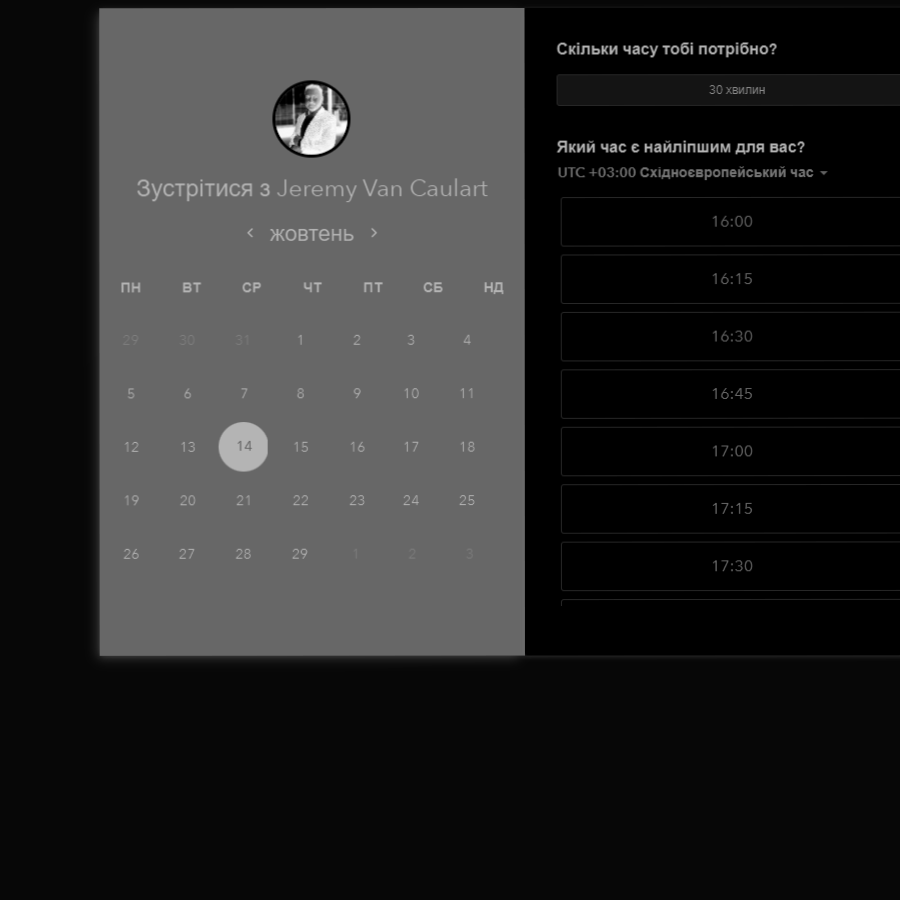 Зустрітися з Jeremy Van Caulart
жовтень
ПН ВТ СР ЧТ ПТ СБ НД
29 30 31 1 2 3 4
5 6 7 8 9 10 11
12 13 14 15 16 17 18
19 20 21 22 23 24 25
26 27 28 29 1 2 3
Скільки часу тобі потрібно?
30 хвилин
Який час є найліпшим для вас?
UTC +03:00 Східноєвропейський час
16:00
16:15
16:30
16:45
17:00
17:15
17:30